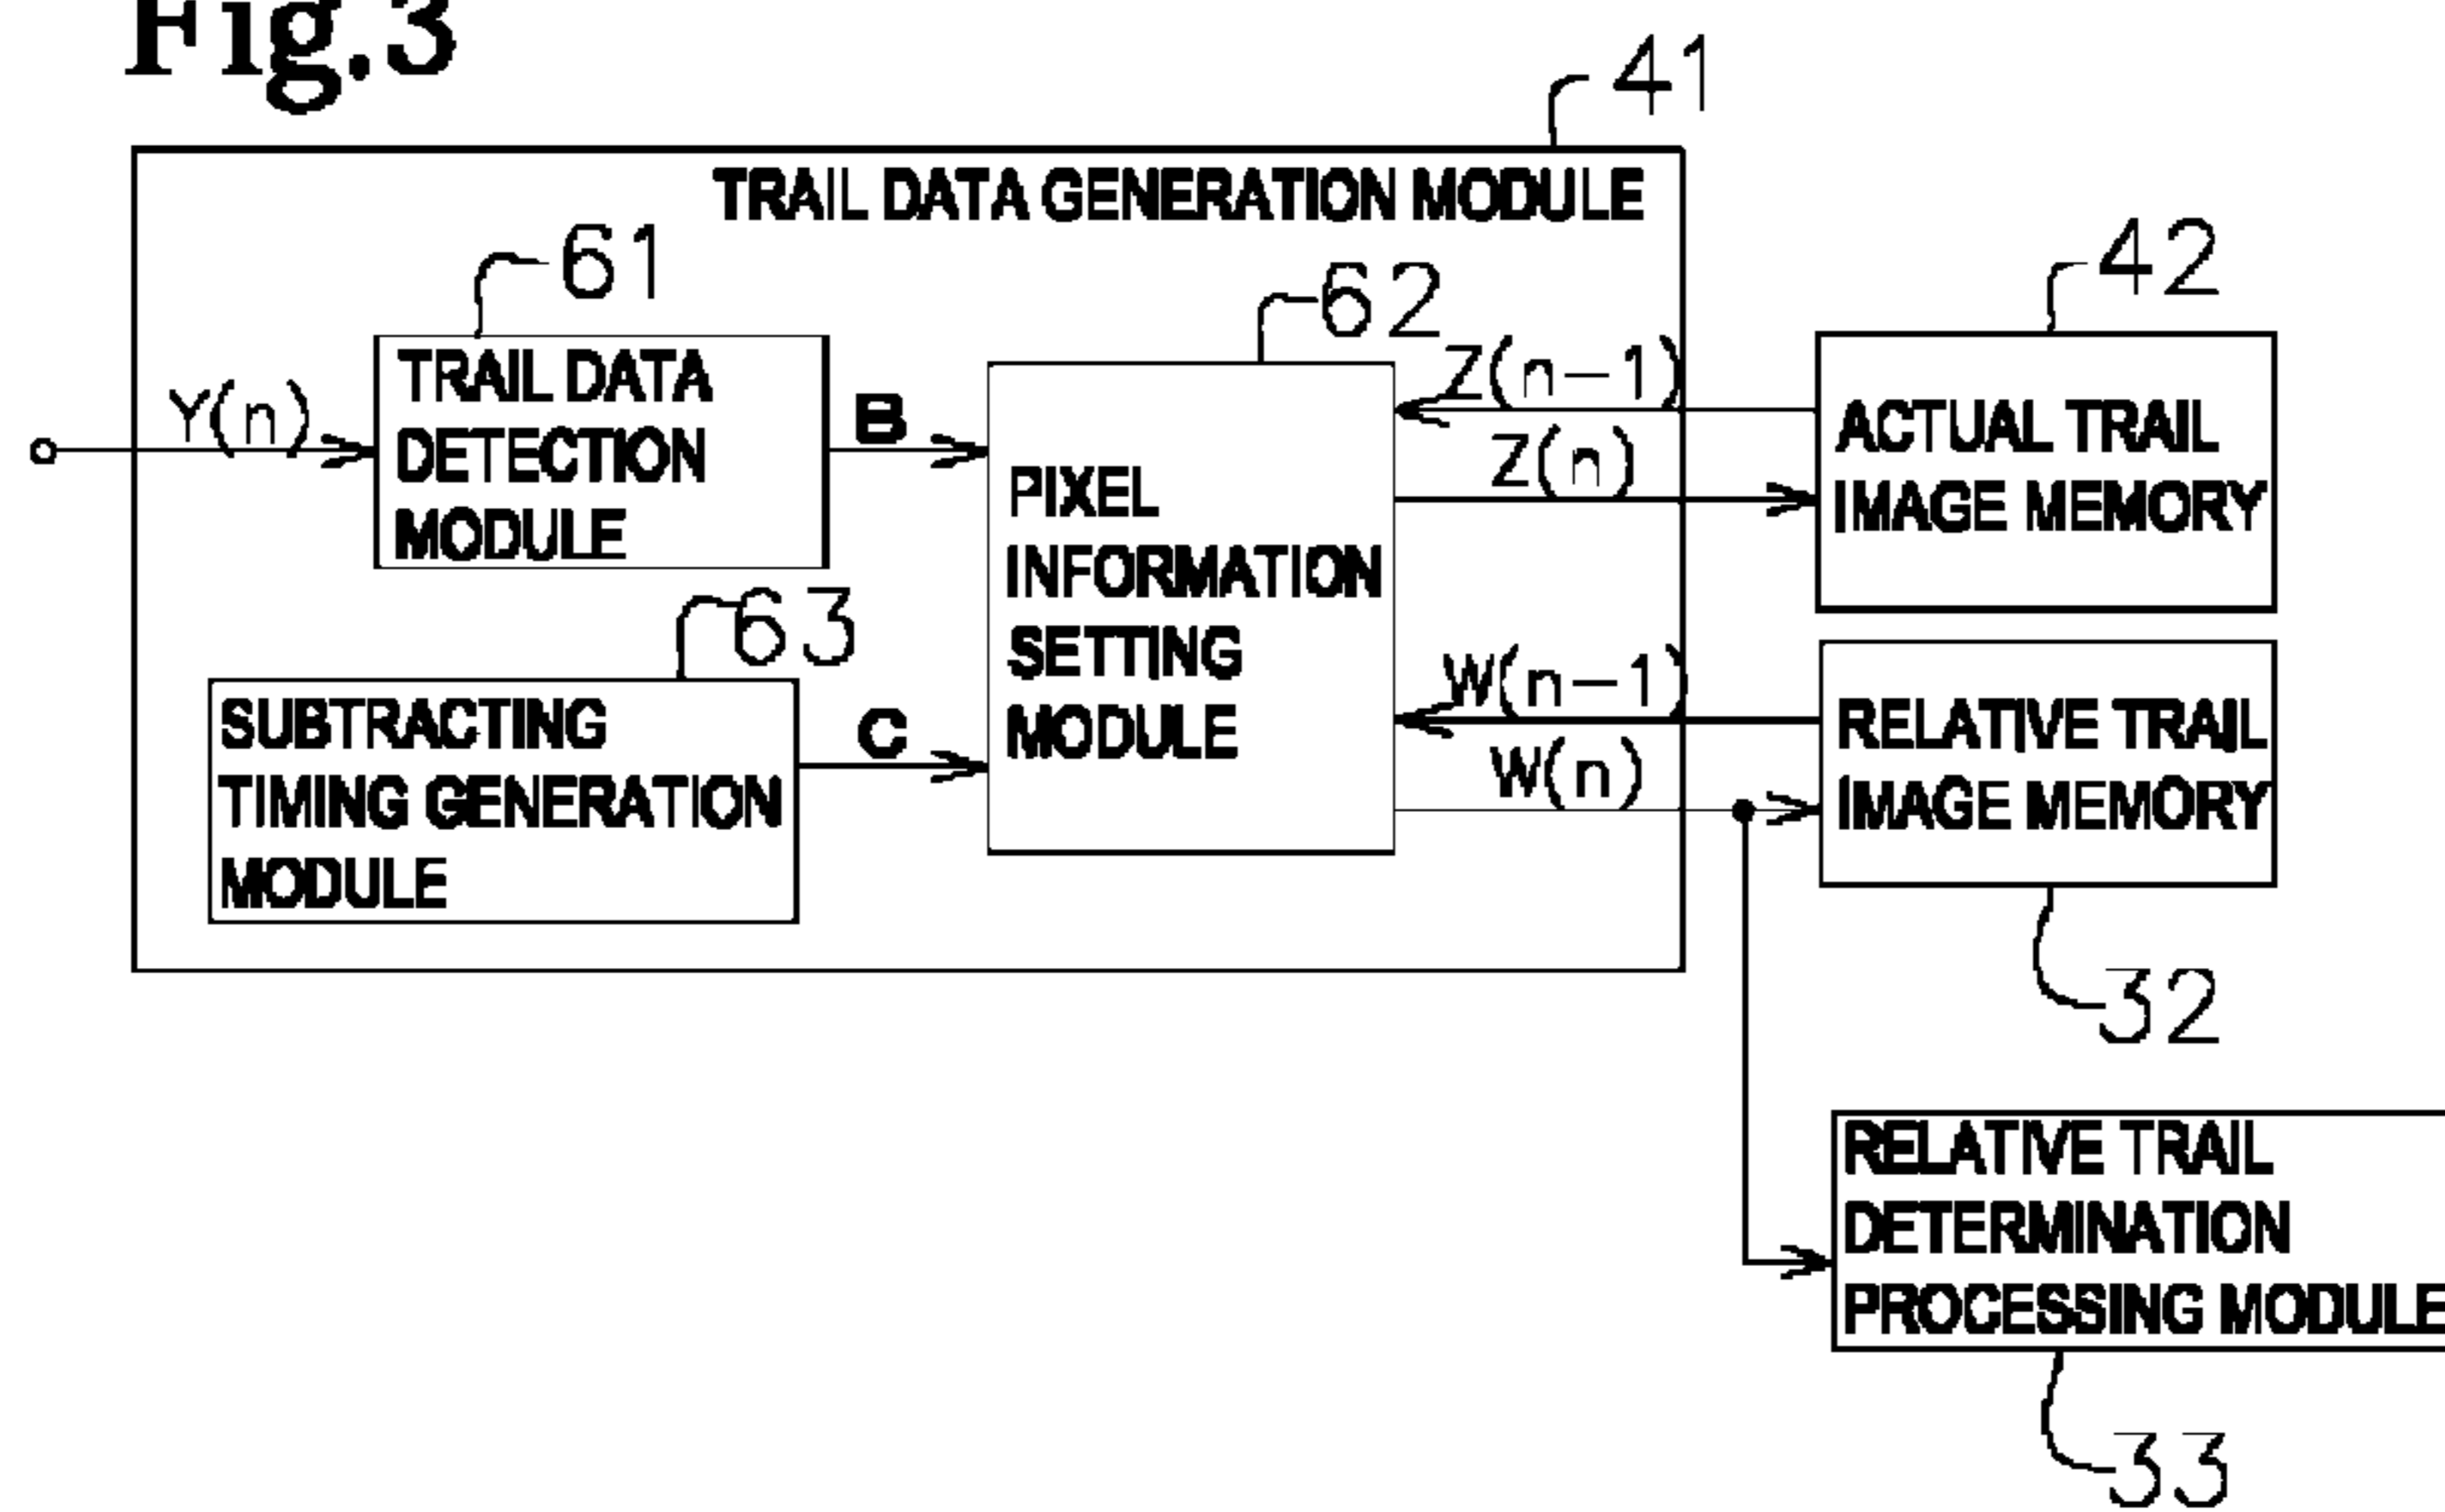 Fig.3
41
TRAIL DATA GENERATION MODULE
61
62
42
Y(n)
TRAIL DATA
DETECTION
MODULE
B
PIXEL
INFORMATION
SETTING
MODULE
Z(n-1)
Z(n)
ACTUAL TRAIL
IMAGE MEMORY
63
SUBTRACTING
TIMING GENERATION
MODULE
C
W(n-1)
W(n)
RELATIVE TRAIL
IMAGE MEMORY
32
RELATIVE TRAIL
DETERMINATION
PROCESSING MODULE
33